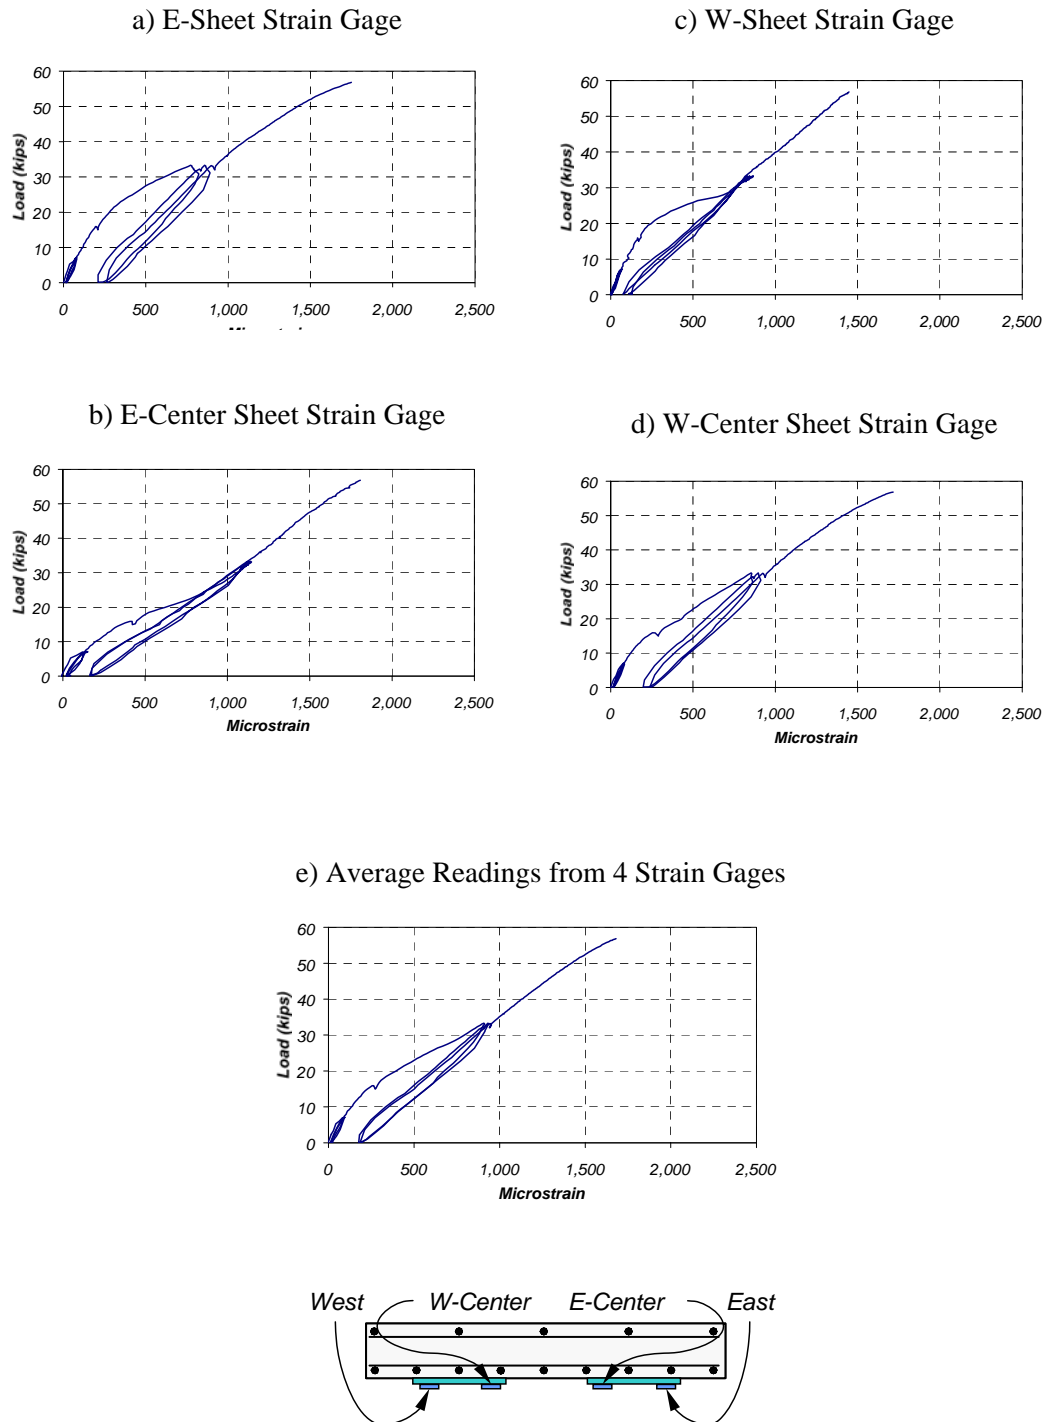 a) E-Sheet Strain Gage
60
50
40
30
20
10
0
Load (kips)
0 500 1,000 1,500 2,000 2,500
c) W-Sheet Strain Gage
60
50
40
30
20
10
0
Load (kips)
0 500 1,000 1,500 2,000 2,500
b) E-Center Sheet Strain Gage
60
50
40
30
20
10
0
Load (kips)
0 500 1,000 1,500 2,000 2,500
Microstrain
d) W-Center Sheet Strain Gage
60
50
40
30
20
10
0
Load (kips)
0 500 1,000 1,500 2,000 2,500
Microstrain
e) Average Readings from 4 Strain Gages
60
50
40
30
20
10
0
Load (kips)
0 500 1,000 1,500 2,000 2,500
Microstrain
West W-Center E-Center East